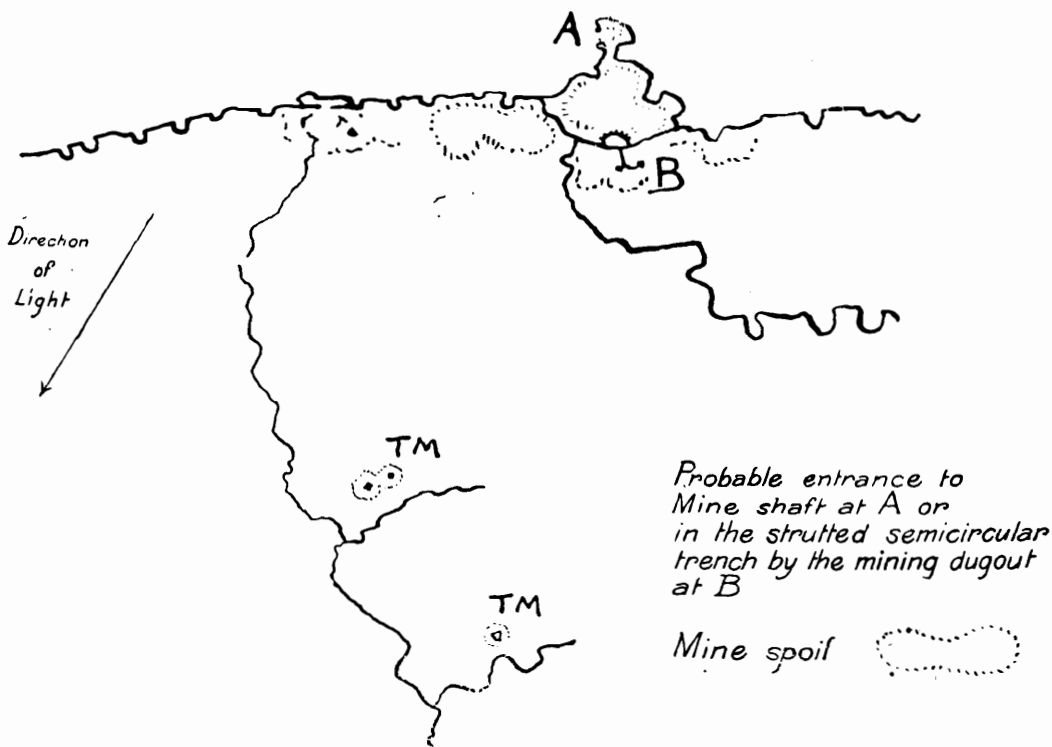 A
B
Direction
of
Light
TM
TM
Probable entrance to
Mine shaft at A or
in the strutted semicircular
trench by the mining dugout
at B
Mine spoil